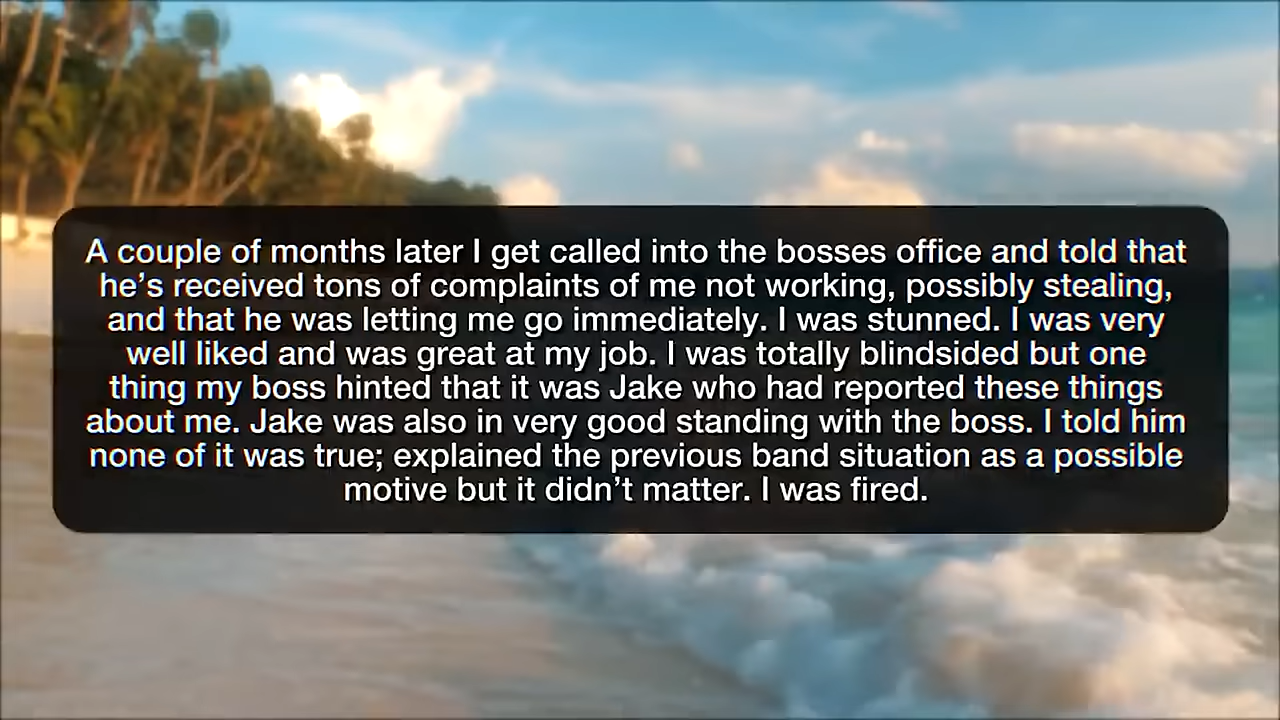 A couple of months later I get called into the bosses office and told that
he’s received tons of complaints of me not working, possibly stealing,
and that he was letting me go immediately. I was stunned. I was very
well liked and was great at my job. I was totally blindsided but one
thing my boss hinted that it was Jake who had reported these things
about me. Jake was also in very good standing with the boss. I told him
none of it was true; explained the previous band situation as a possible
motive but it didn’t matter. I was fired.